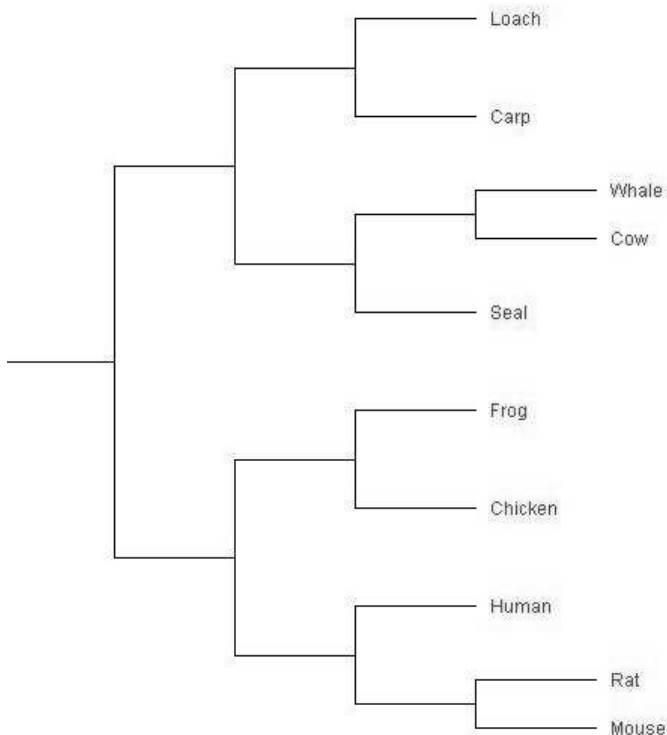 Loach
Carp
Whale
Cow
Seal
Frog
Chicken
Human
Rat
Mouse